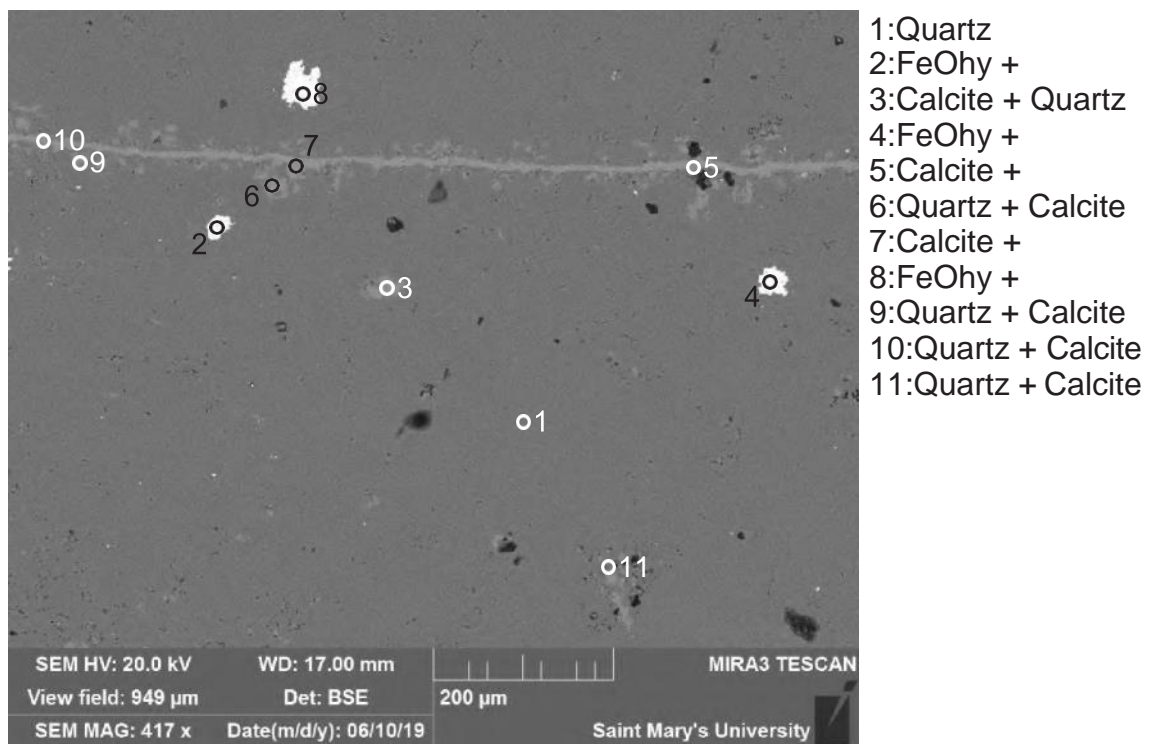 1:Quartz
2:FeOhy +
3:Calcite + Quartz
4:FeOhy +
5:Calcite +
6:Quartz + Calcite
7:Calcite +
8:FeOhy +
9:Quartz + Calcite
10:Quartz + Calcite
11:Quartz + Calcite
8
10
7
9
5
6
2
3
4
1
11
SEM HV: 20.0 kV WD: 17.00 mm MIRA3 TESCAN
View field: 949 µm Det: BSE 200 µm
SEM MAG: 417 x Date(m/d/y): 06/10/19 Saint Mary's University